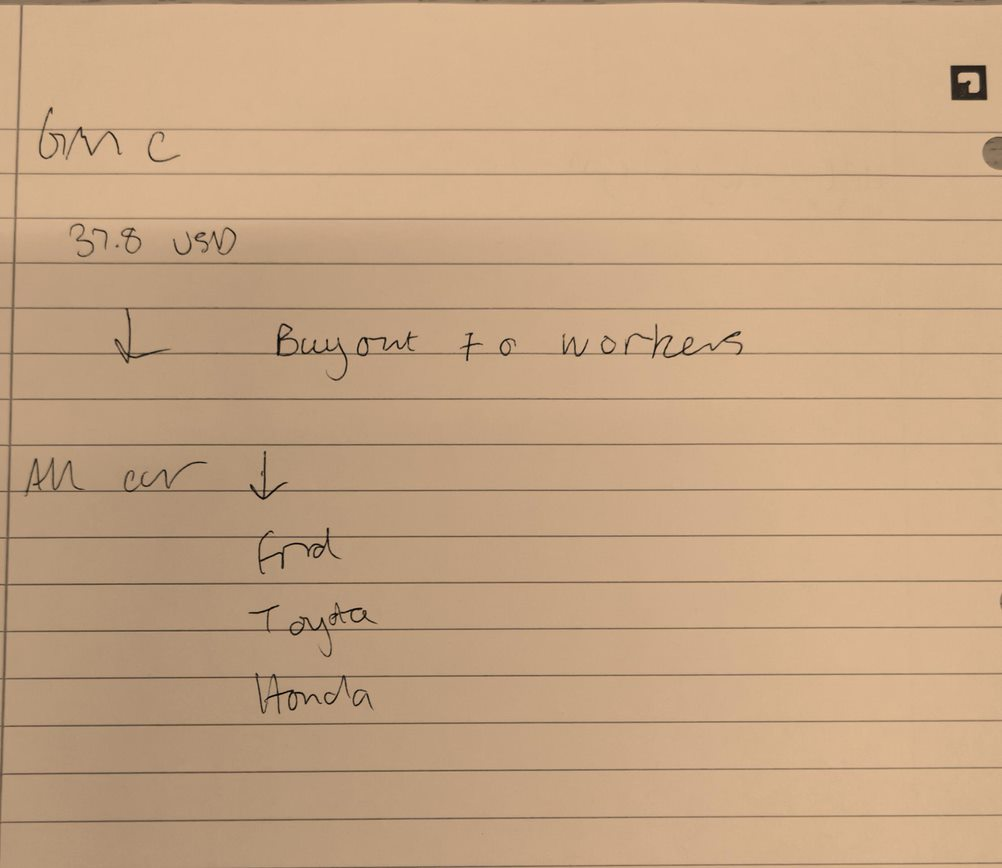 GMC
37.8 USD
↓ Buyout to workers
All car ↓
Ford
Toyota
Honda